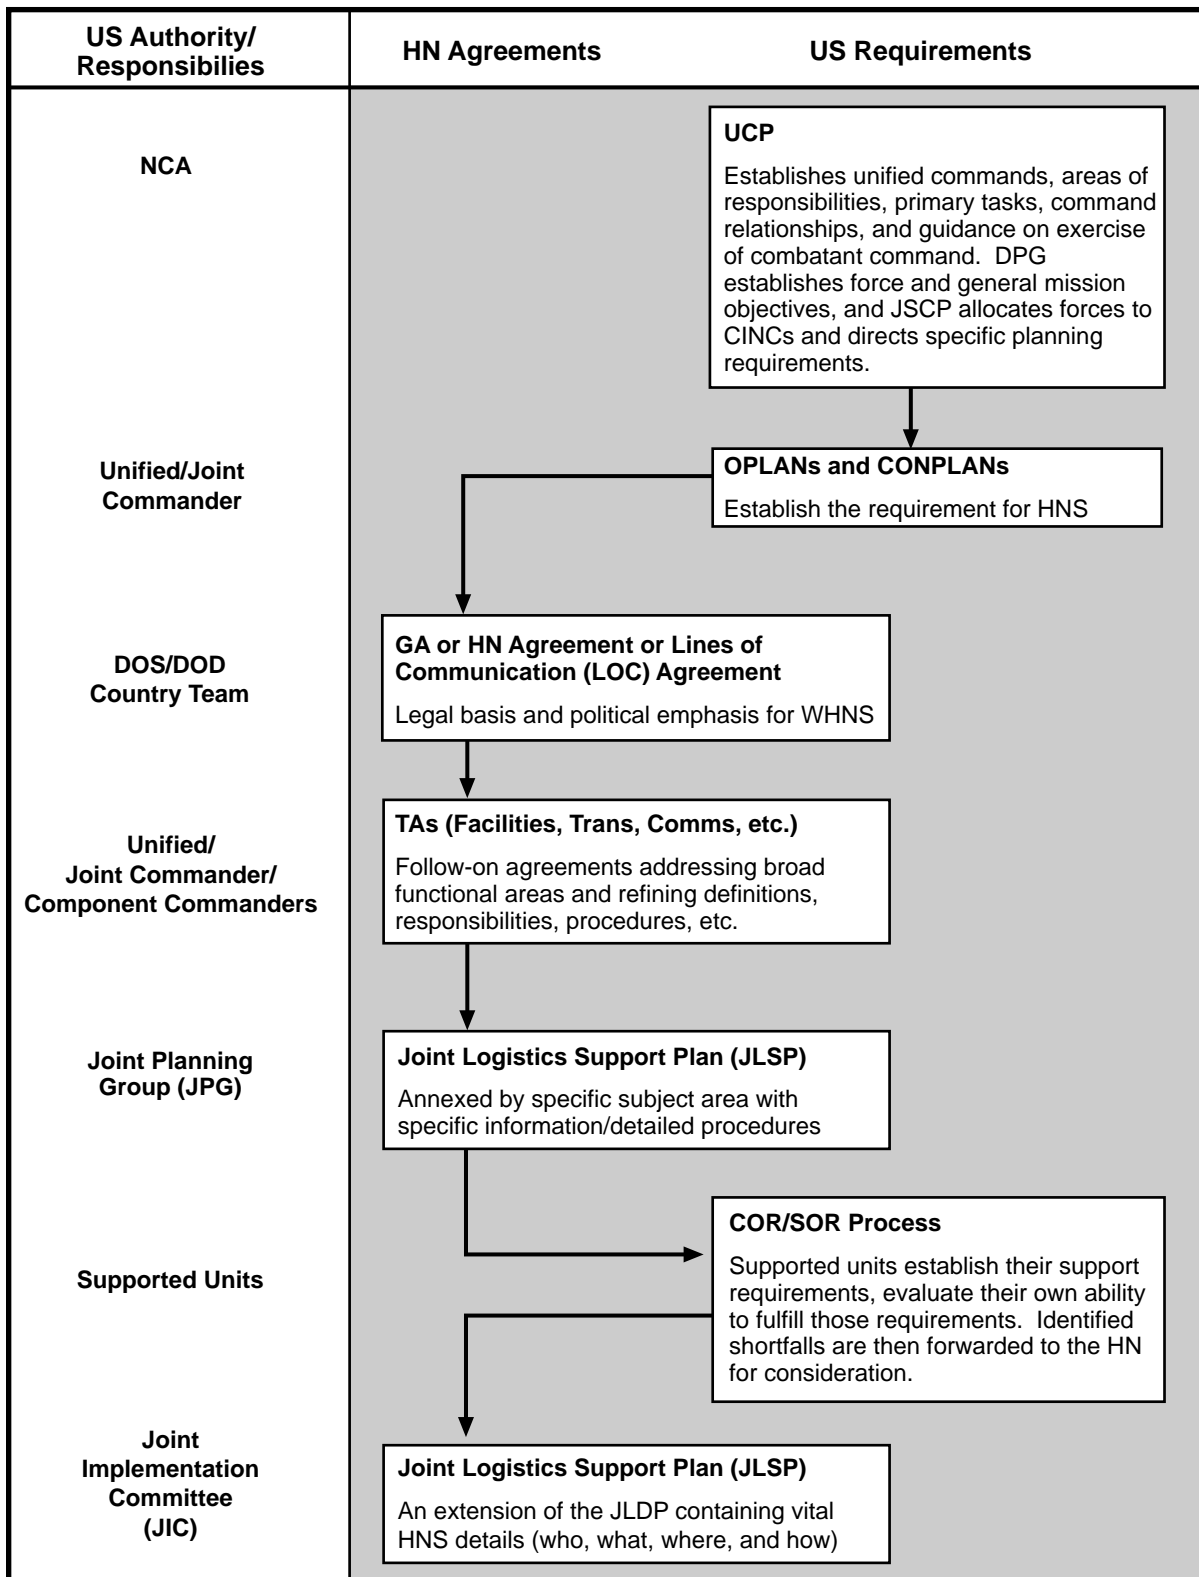 US Authority/
Responsibilies
HN Agreements
US Requirements
NCA
UCP
Establishes unified commands, areas of
responsibilities, primary tasks, command
relationships, and guidance on exercise
of combatant command.  DPG
establishes force and general mission
objectives, and JSCP allocates forces to
CINCs and directs specific planning
requirements.
Unified/Joint
Commander
OPLANs and CONPLANs
Establish the requirement for HNS
DOS/DOD
Country Team
GA or HN Agreement or Lines of
Communication (LOC) Agreement
Legal basis and political emphasis for WHNS
Unified/
Joint Commander/
Component Commanders
TAs (Facilities, Trans, Comms, etc.)
Follow-on agreements addressing broad
functional areas and refining definitions,
responsibilities, procedures, etc.
Joint Planning
Group (JPG)
Joint Logistics Support Plan (JLSP)
Annexed by specific subject area with
specific information/detailed procedures
Supported Units
COR/SOR Process
Supported units establish their support
requirements, evaluate their own ability
to fulfill those requirements.  Identified
shortfalls are then forwarded to the HN
for consideration.
Joint
Implementation
Committee
(JIC)
Joint Logistics Support Plan (JLSP)
An extension of the JLDP containing vital
HNS details (who, what, where, and how)